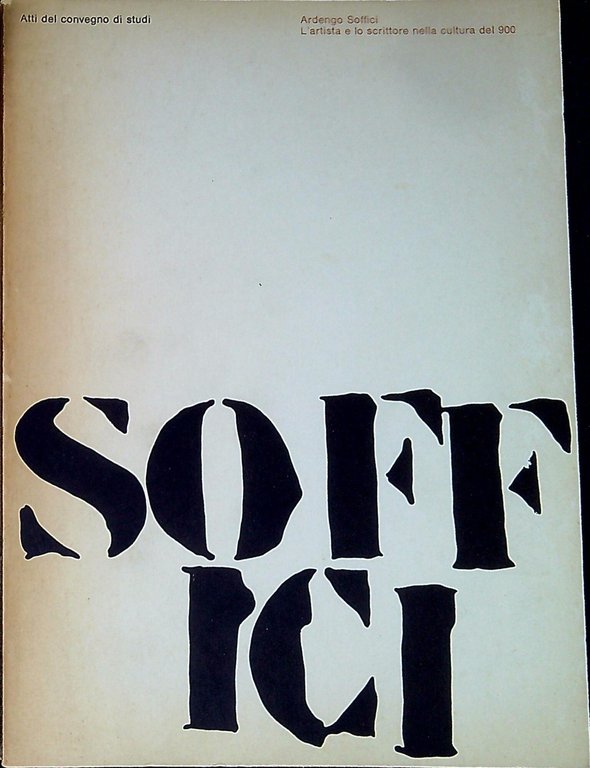 Atti del convegno di studi
Ardengo Soffici
L'artista e lo scrittore nella cultura del 900
SOFF
ICI